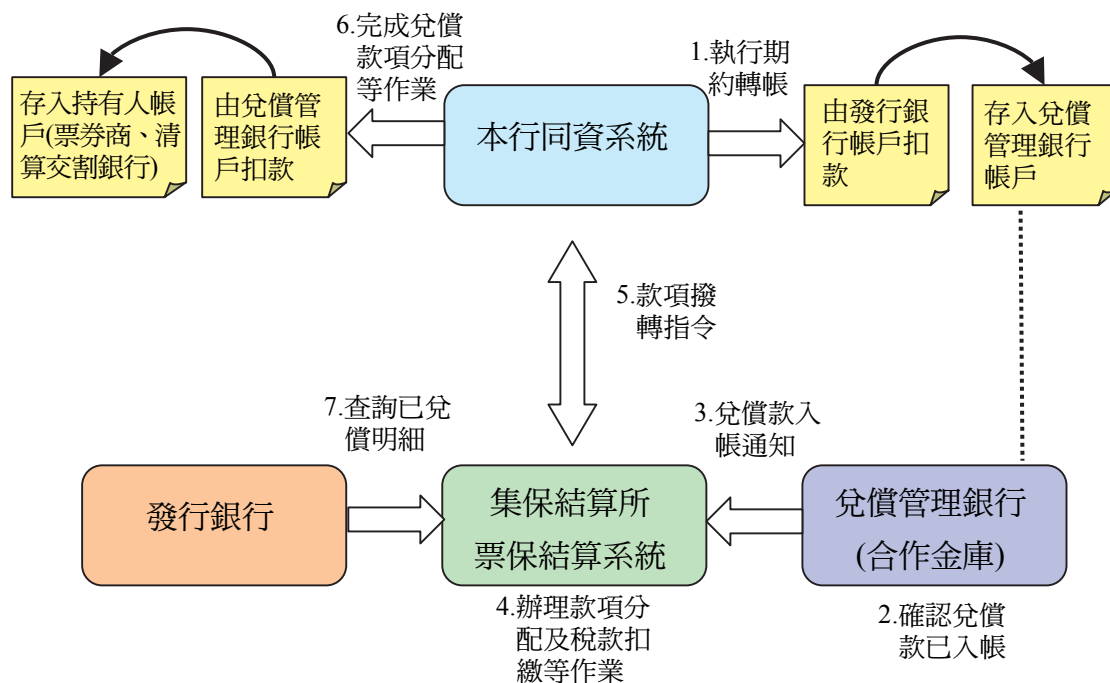 6.完成兌償
款項分配
等作業
1.執行期
約轉帳
存入持有人帳
戶(票券商、清
算交割銀行)
由兌償管
理銀行帳
戶扣款
本行同資系統
由發行銀
行帳戶扣
款
存入兌償
管理銀行
帳戶
5.款項撥
轉指令
7.查詢已兌
償明細
3.兌償款入
帳通知
發行銀行
集保結算所
票保結算系統
兌償管理銀行
(合作金庫)
4.辦理款項分
配及稅款扣
繳等作業
2.確認兌償
款已入帳